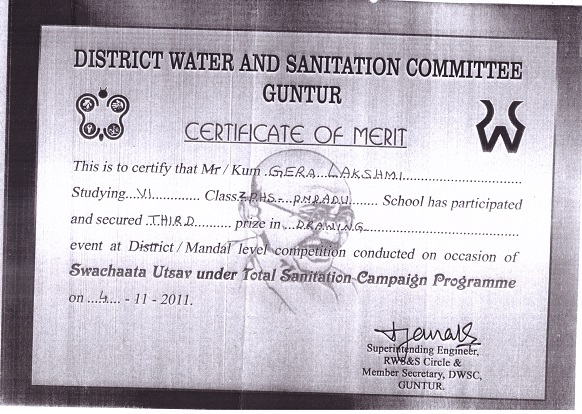 DISTRICT WATER AND SANITATION COMMITTEE
GUNTUR
CERTIFICATE OF MERIT
This is to certify that Mr / Kum .GERA...LAKSHMI..............................
Studying...VI............. Class.Z.P.H.S.-...P.N.R.A.D.U........ School has participated
and secured .THIRD.......... prize in...DRAWING.......................................
event at District / Mandal level competition conducted on occasion of
Swachaata Utsav under Total Sanitation Campaign Programme
on ...4.... - 11 - 2011.
Superintending Engineer,
RWS&S Circle &
Member Secretary, DWSC,
GUNTUR.